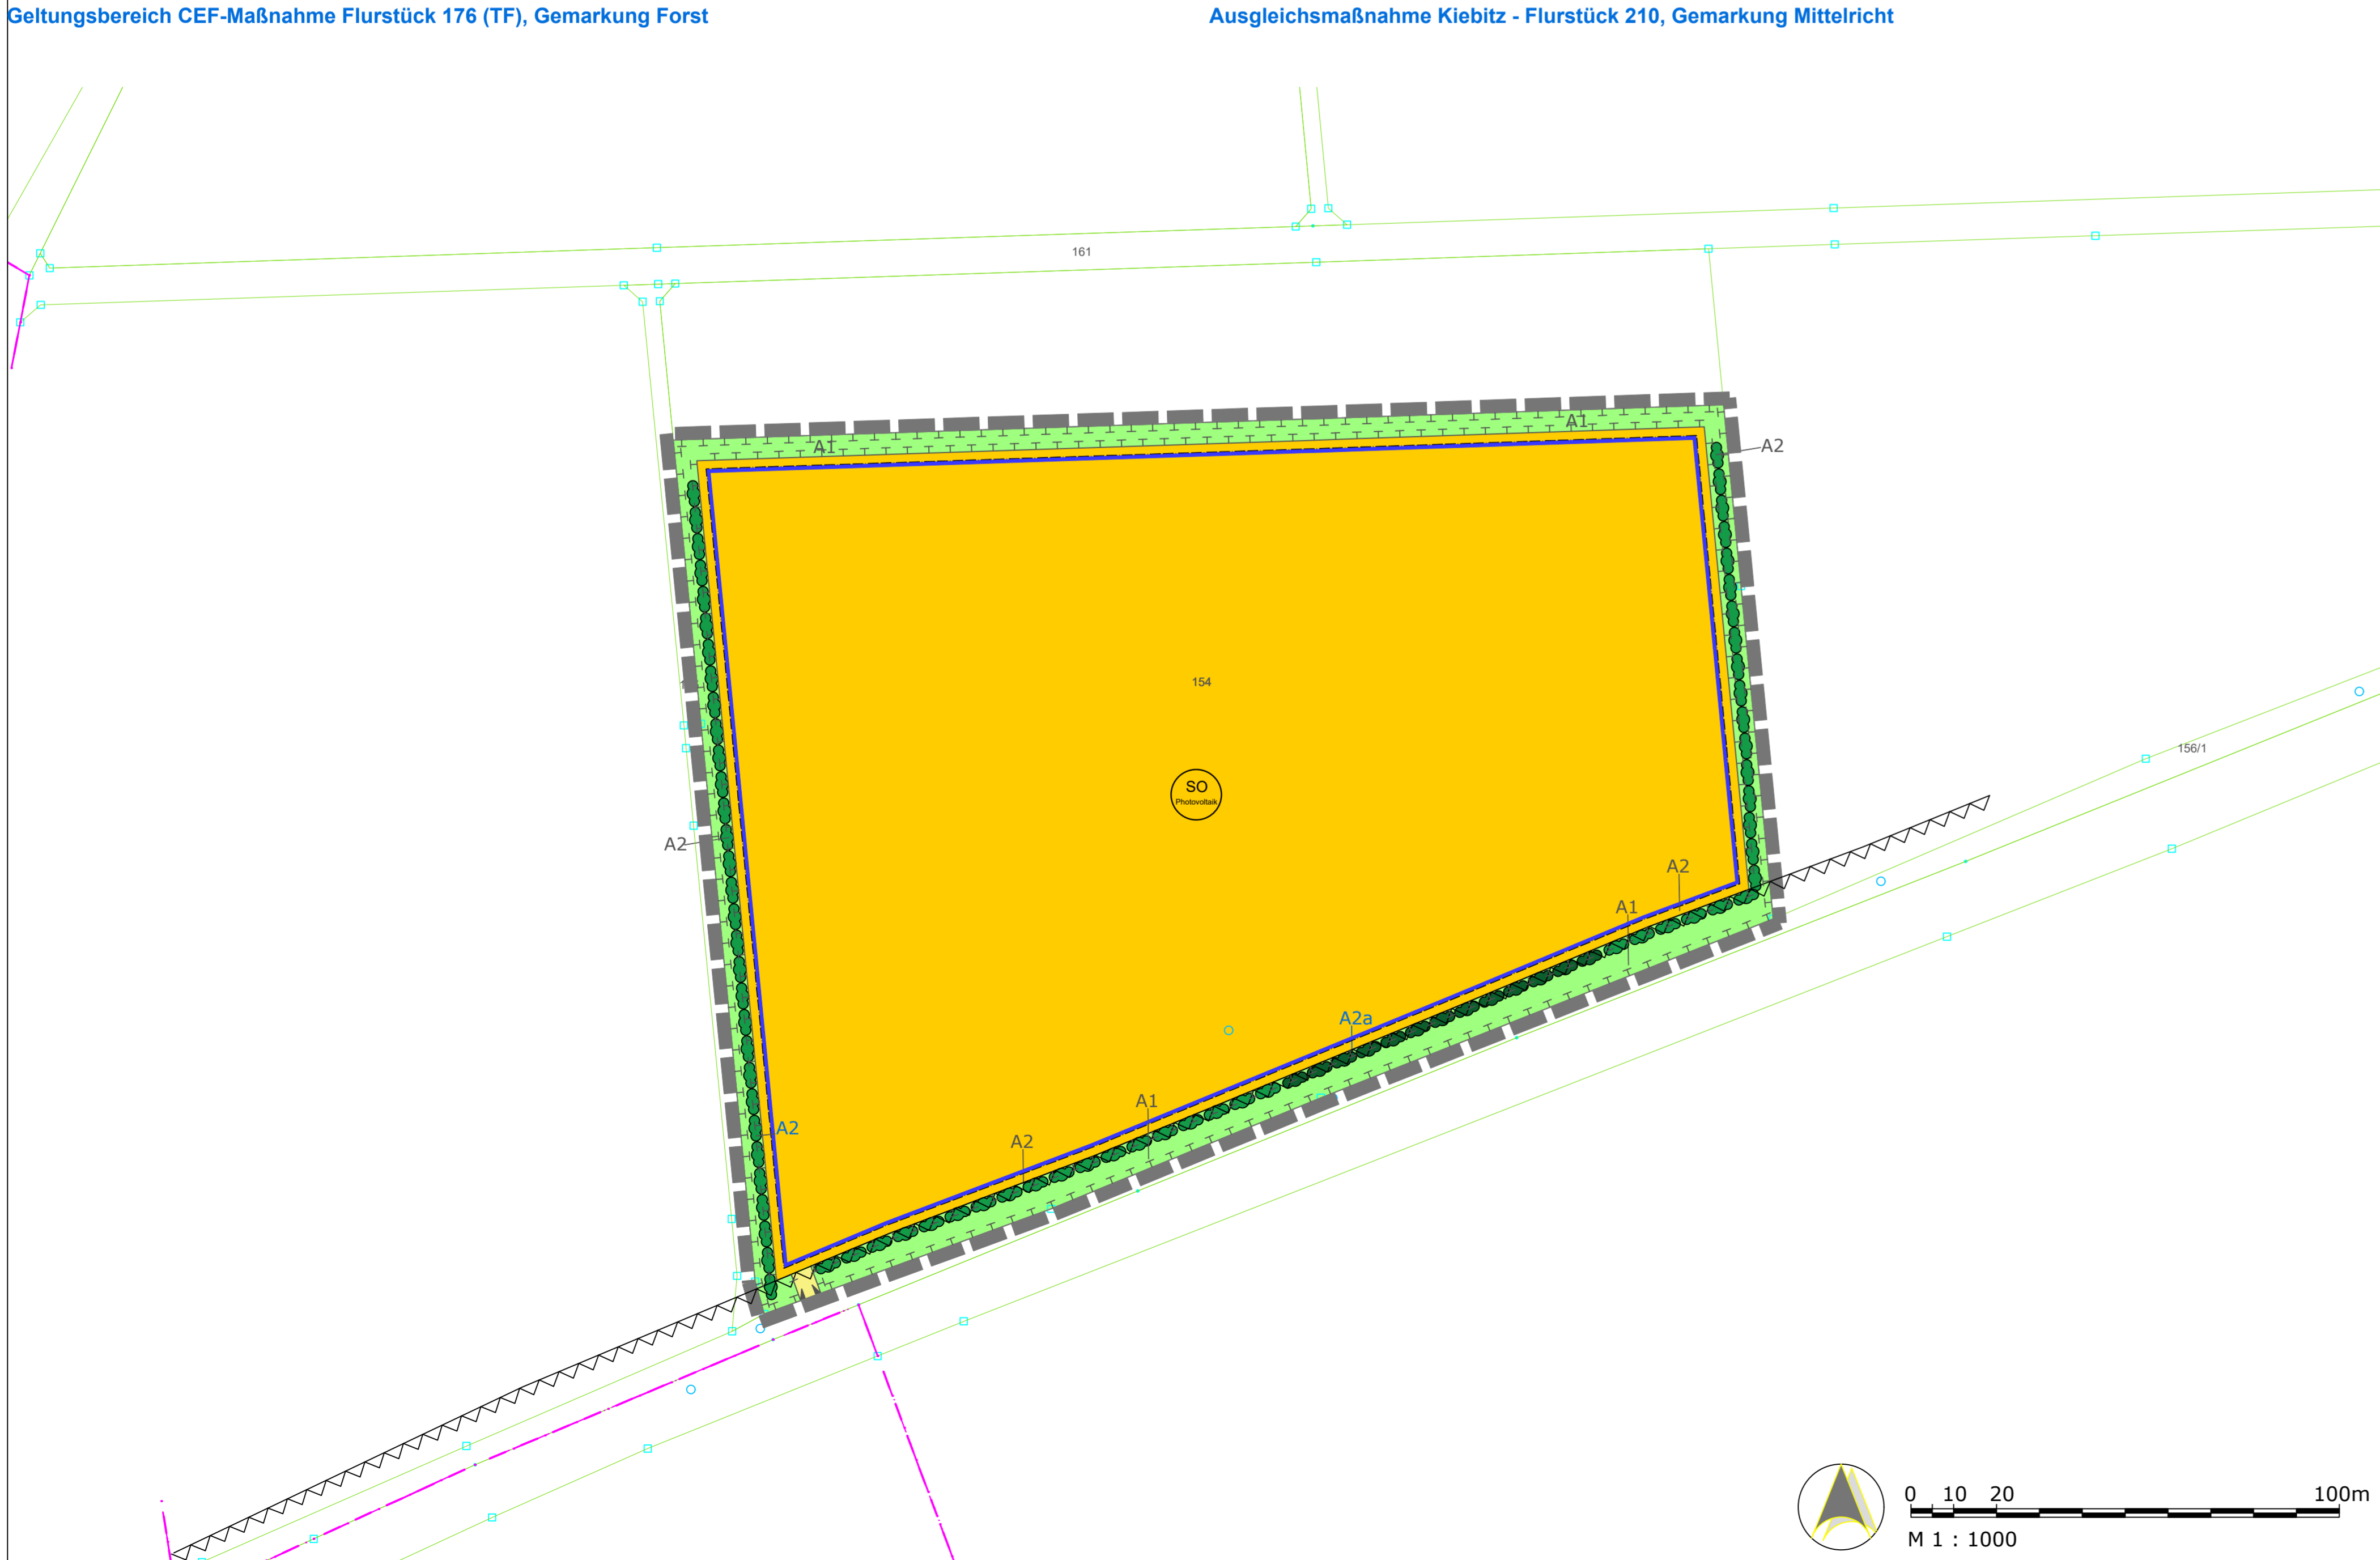 Geltungsbereich CEF-Maßnahme Flurstück 176 (TF), Gemarkung Forst
Ausgleichsmaßnahme Kiebitz - Flurstück 210, Gemarkung Mittelricht
161
A1
A1
A2
154
156/1
SO
Photovoltaik
A2
A2
A1
A2a
A1
A2
A2
0 10 20 100m
M 1 : 1000